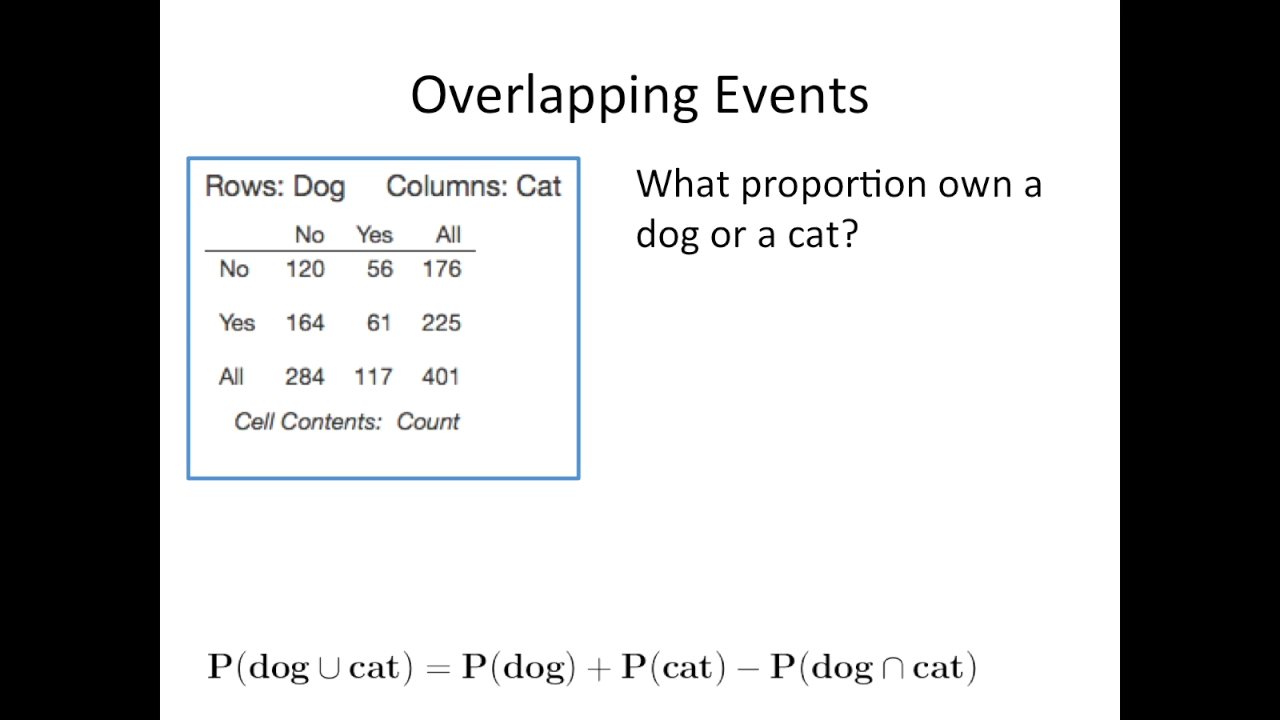 Overlapping Events
Rows: Dog Columns: Cat
No Yes All
No 120 56 176
Yes 164 61 225
All 284 117 401
Cell Contents: Count
What proportion own a
dog or a cat?
P(dog ∪ cat) = P(dog) + P(cat) − P(dog ∩ cat)